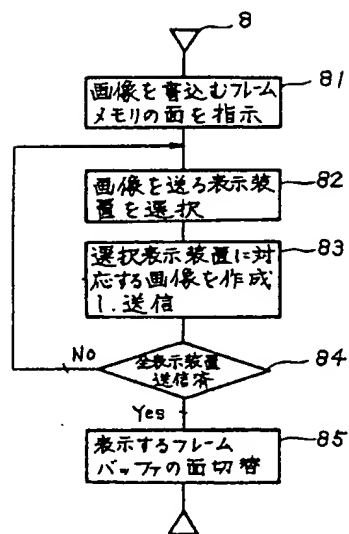 8
81
画像を書込むフレーム
メモリの面を指示
82
画像を送る表示装
置を選択
83
選択表示装置に対
応する画像を作成
し、送信
No
全表示装置
送信済
84
Yes
85
表示するフレーム
バッファの面切替